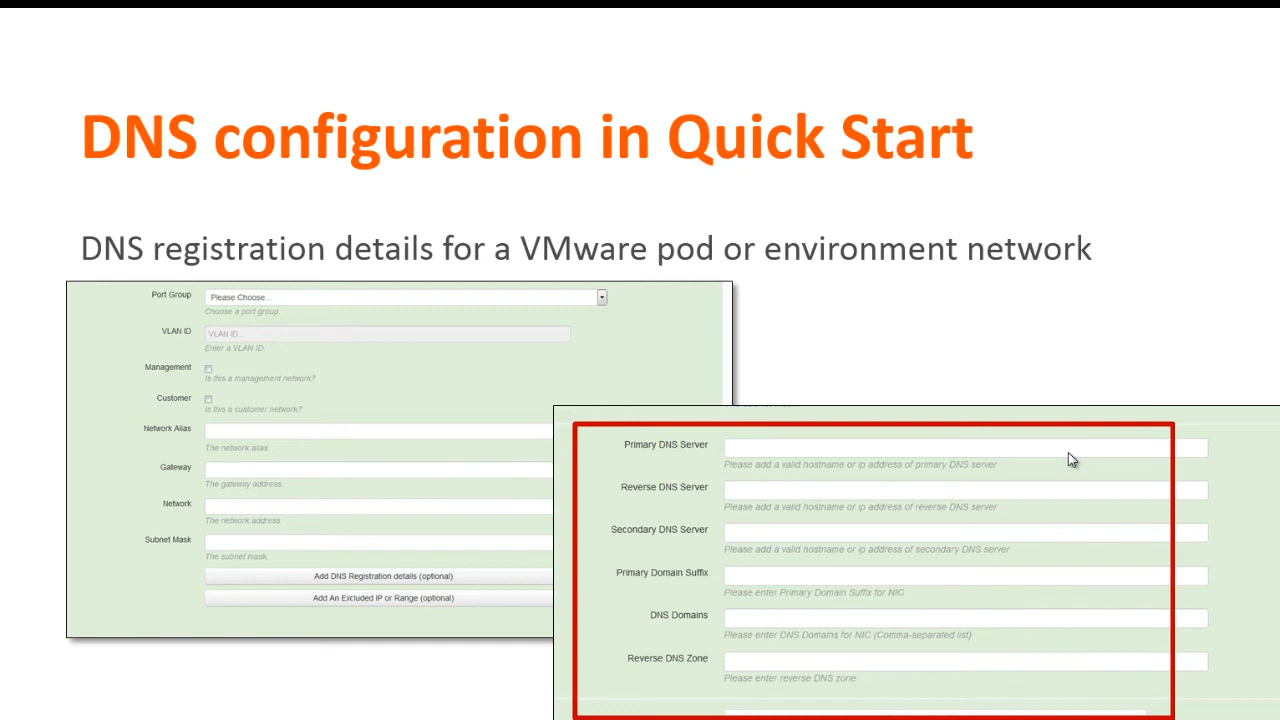 DNS configuration in Quick Start
DNS registration details for a VMware pod or environment network
Port Group
Please Choose...
Choose a port group.
VLAN ID
VLAN ID...
Enter a VLAN ID.
Management
Is this a management network?
Customer
Is this a customer network?
Network Alias
The network alias
Gateway
The gateway address.
Network
The network address
Subnet Mask
The subnet mask.
Add DNS Registration details (optional)
Add An Excluded IP or Range (optional)
Primary DNS Server
Please add a valid hostname or ip address of primary DNS server
Reverse DNS Server
Please add a valid hostname or ip address of reverse DNS server
Secondary DNS Server
Please add a valid hostname or ip address of secondary DNS server
Primary Domain Suffix
Please enter Primary Domain Suffix for NIC
DNS Domains
Please enter DNS Domains for NIC (Comma-separated list)
Reverse DNS Zone
Please enter reverse DNS zone